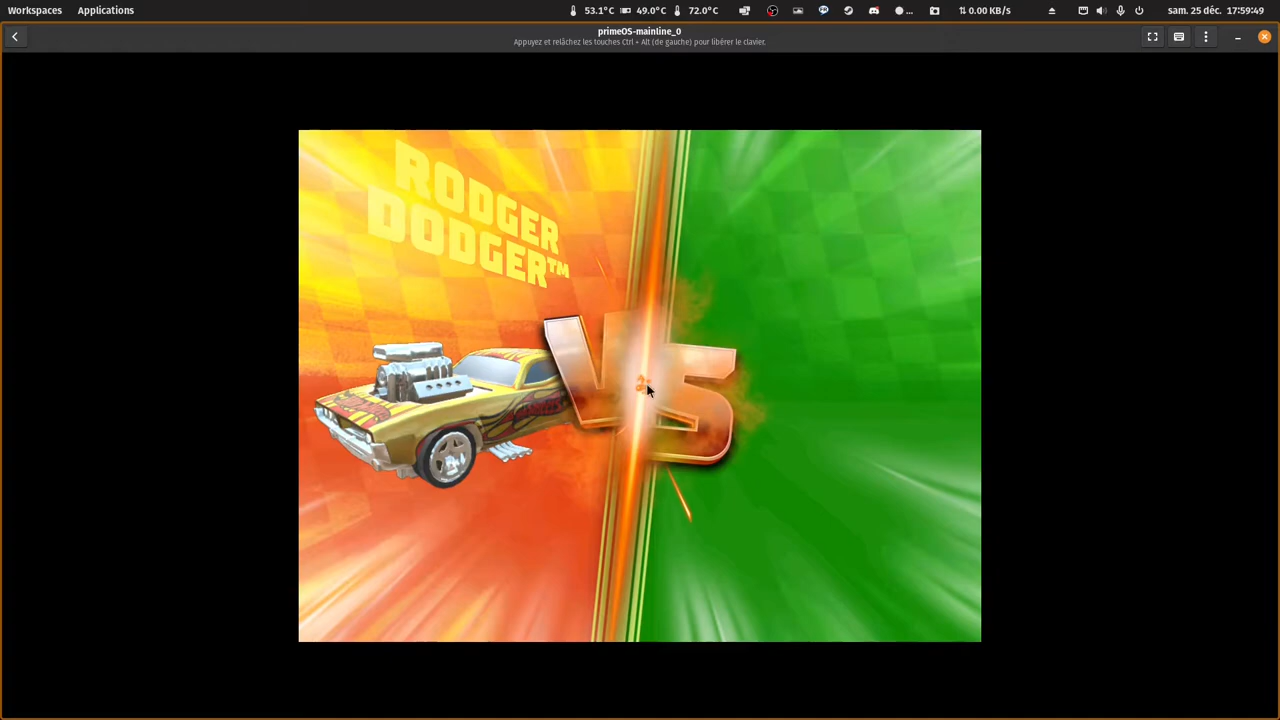 Workspaces Applications 53.1°C 49.0°C 72.0°C ... 0.00 KB/s sam. 25 déc. 17:59:49
primeOS-mainline_0
Appuyez et relâchez les touches Ctrl + Alt (de gauche) pour libérer le clavier.
RODGER
DODGER™
VS